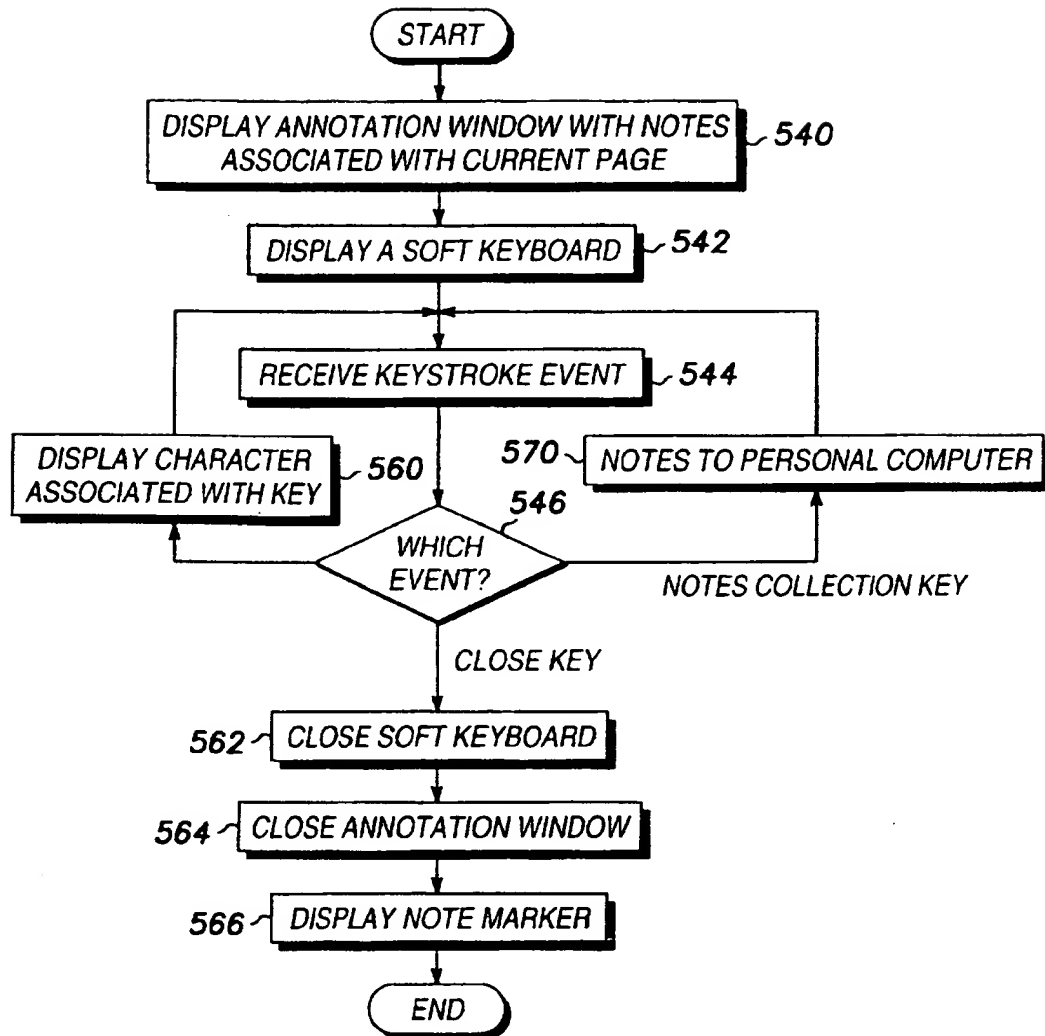 START
DISPLAY ANNOTATION WINDOW WITH NOTES
ASSOCIATED WITH CURRENT PAGE
540
DISPLAY A SOFT KEYBOARD
542
RECEIVE KEYSTROKE EVENT
544
DISPLAY CHARACTER
ASSOCIATED WITH KEY
560
570
NOTES TO PERSONAL COMPUTER
546
WHICH
EVENT?
NOTES COLLECTION KEY
CLOSE KEY
562
CLOSE SOFT KEYBOARD
564
CLOSE ANNOTATION WINDOW
566
DISPLAY NOTE MARKER
END